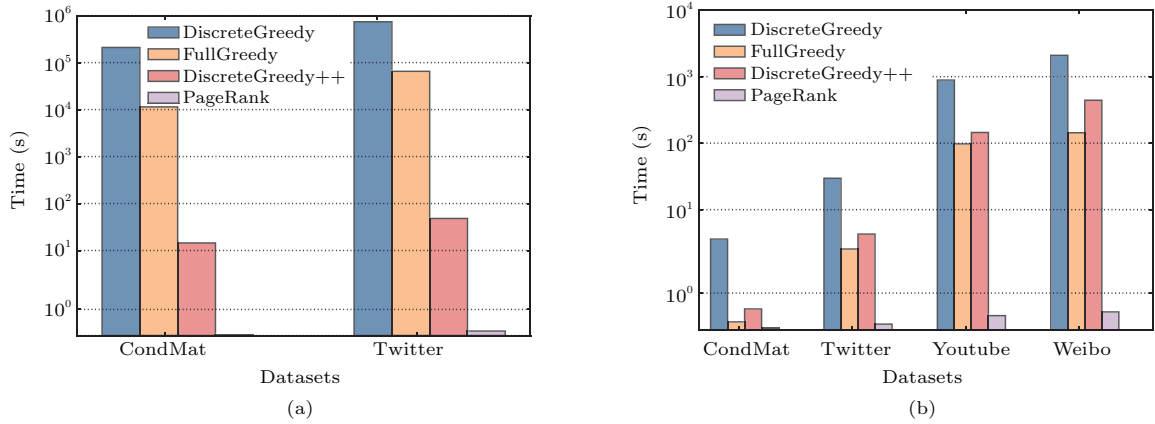 10^6
10^5
10^4
10^3
10^2
10^1
10^0
Time (s)
DiscreteGreedy
FullGreedy
DiscreteGreedy++
PageRank
CondMat
Twitter
Datasets
(a)
10^4
10^3
10^2
10^1
10^0
Time (s)
DiscreteGreedy
FullGreedy
DiscreteGreedy++
PageRank
CondMat
Twitter
Youtube
Weibo
Datasets
(b)